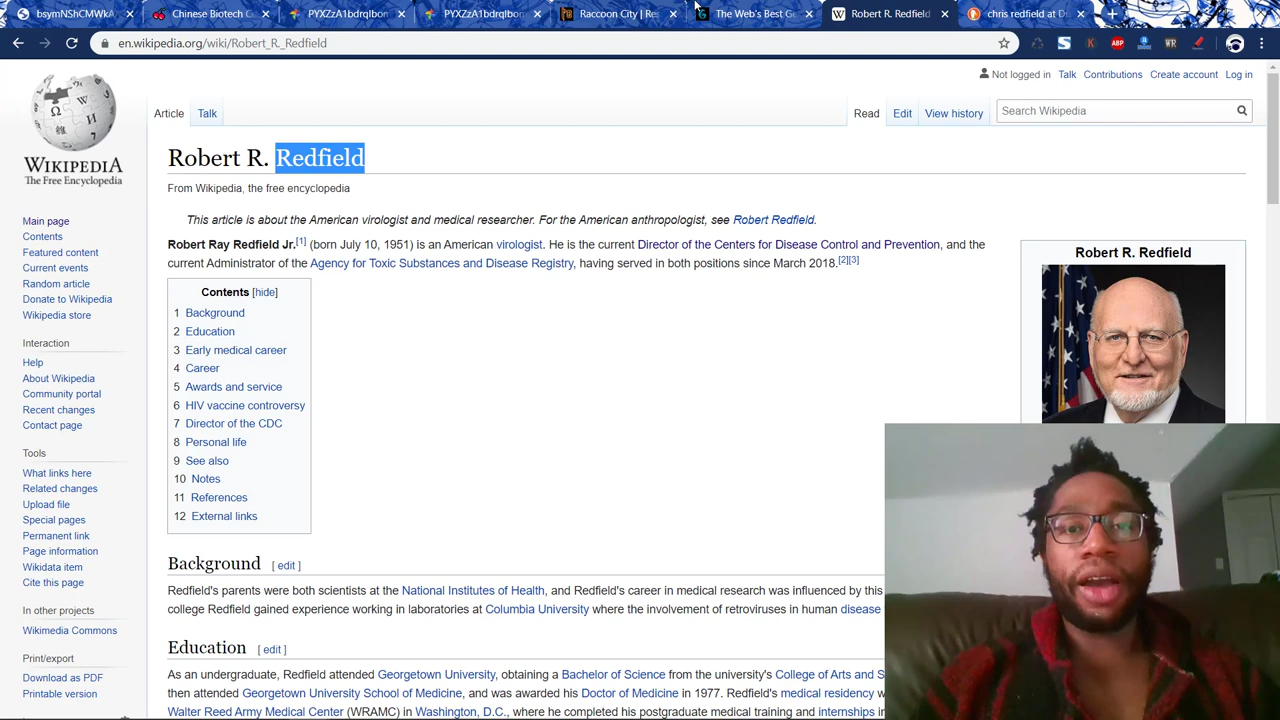 bsymNShCMWkA
Chinese Biotech C
PYXZzA1bdrqIbon
PYXZzA1bdrqIbon
Raccoon City | Res
The Web's Best Ge
Robert R. Redfield
chris redfield at D
en.wikipedia.org/wiki/Robert_R._Redfield
ABP
WR
Not logged in Talk Contributions Create account Log in
Article Talk
Read Edit View history
Search Wikipedia
WIKIPEDIA
The Free Encyclopedia
Main page
Contents
Featured content
Current events
Random article
Donate to Wikipedia
Wikipedia store
Interaction
Help
About Wikipedia
Community portal
Recent changes
Contact page
Tools
What links here
Related changes
Upload file
Special pages
Permanent link
Page information
Wikidata item
Cite this page
In other projects
Wikimedia Commons
Print/export
Download as PDF
Printable version
Robert R. Redfield
From Wikipedia, the free encyclopedia
This article is about the American virologist and medical researcher. For the American anthropologist, see Robert Redfield.
Robert Ray Redfield Jr.[1] (born July 10, 1951) is an American virologist. He is the current Director of the Centers for Disease Control and Prevention, and the
current Administrator of the Agency for Toxic Substances and Disease Registry, having served in both positions since March 2018.[2][3]
Contents [hide]
1 Background
2 Education
3 Early medical career
4 Career
5 Awards and service
6 HIV vaccine controversy
7 Director of the CDC
8 Personal life
9 See also
10 Notes
11 References
12 External links
Robert R. Redfield
Background [ edit ]
Redfield's parents were both scientists at the National Institutes of Health, and Redfield's career in medical research was influenced by this
college Redfield gained experience working in laboratories at Columbia University where the involvement of retroviruses in human disease
Education [ edit ]
As an undergraduate, Redfield attended Georgetown University, obtaining a Bachelor of Science from the university's College of Arts and S
then attended Georgetown University School of Medicine, and was awarded his Doctor of Medicine in 1977. Redfield's medical residency w
Walter Reed Army Medical Center (WRAMC) in Washington, D.C., where he completed his postgraduate medical training and internships in